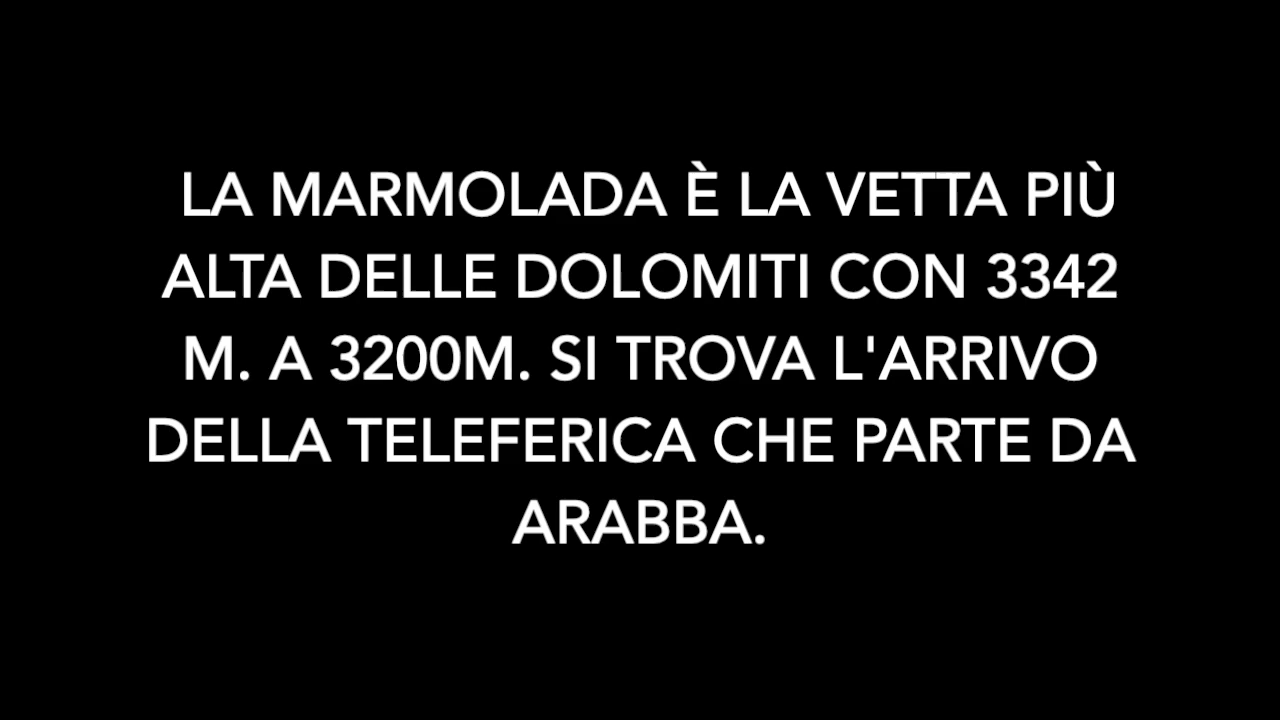 LA MARMOLADA È LA VETTA PIÙ
ALTA DELLE DOLOMITI CON 3342
M. A 3200M. SI TROVA L'ARRIVO
DELLA TELEFERICA CHE PARTE DA
ARABBA.